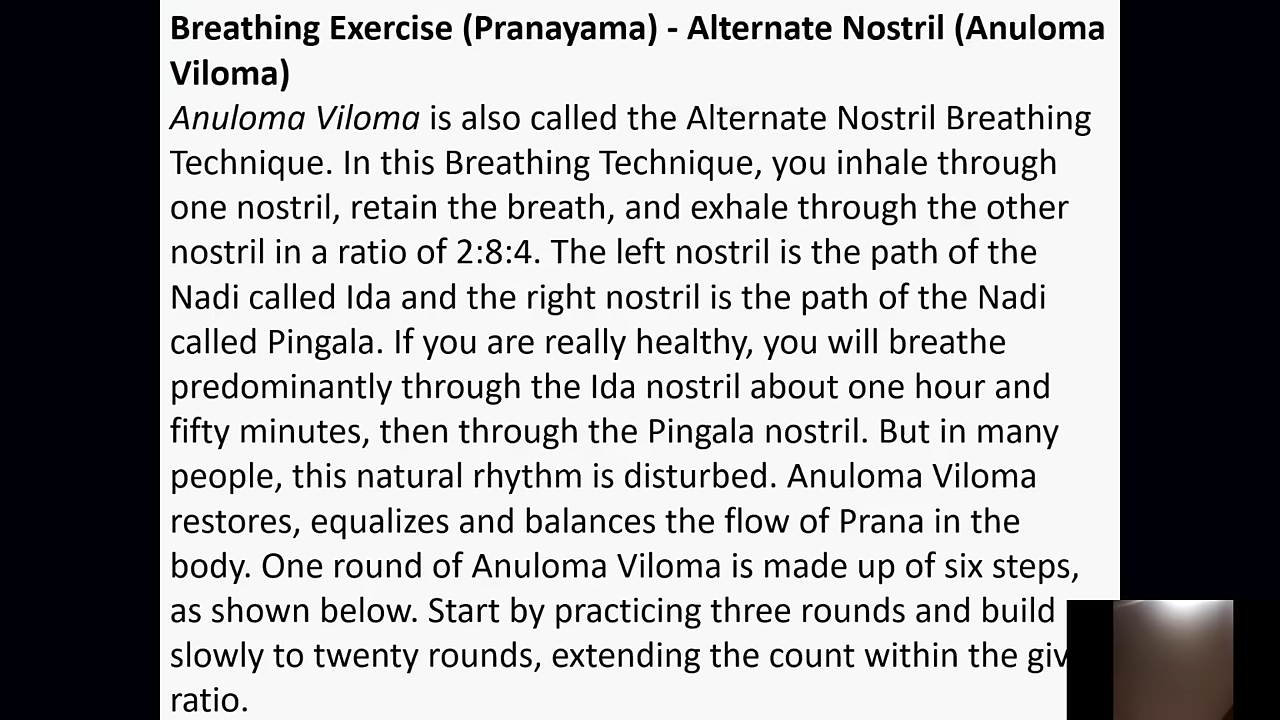 Breathing Exercise (Pranayama) - Alternate Nostril (Anuloma
Viloma)
Anuloma Viloma is also called the Alternate Nostril Breathing
Technique. In this Breathing Technique, you inhale through
one nostril, retain the breath, and exhale through the other
nostril in a ratio of 2:8:4. The left nostril is the path of the
Nadi called Ida and the right nostril is the path of the Nadi
called Pingala. If you are really healthy, you will breathe
predominantly through the Ida nostril about one hour and
fifty minutes, then through the Pingala nostril. But in many
people, this natural rhythm is disturbed. Anuloma Viloma
restores, equalizes and balances the flow of Prana in the
body. One round of Anuloma Viloma is made up of six steps,
as shown below. Start by practicing three rounds and build
slowly to twenty rounds, extending the count within the
ratio.